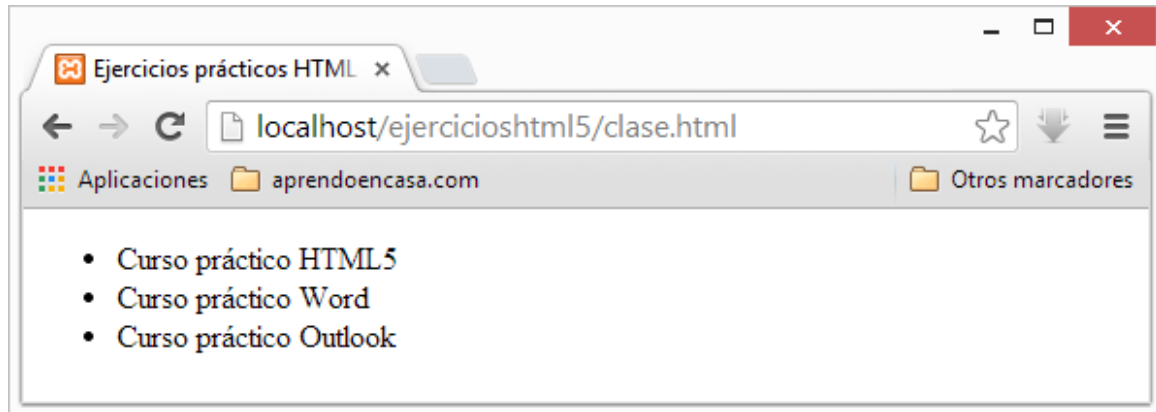 Ejercicios prácticos HTML
localhost/ejercicioshtml5/clase.html
Aplicaciones aprendoencasa.com Otros marcadores
Curso práctico HTML5
Curso práctico Word
Curso práctico Outlook